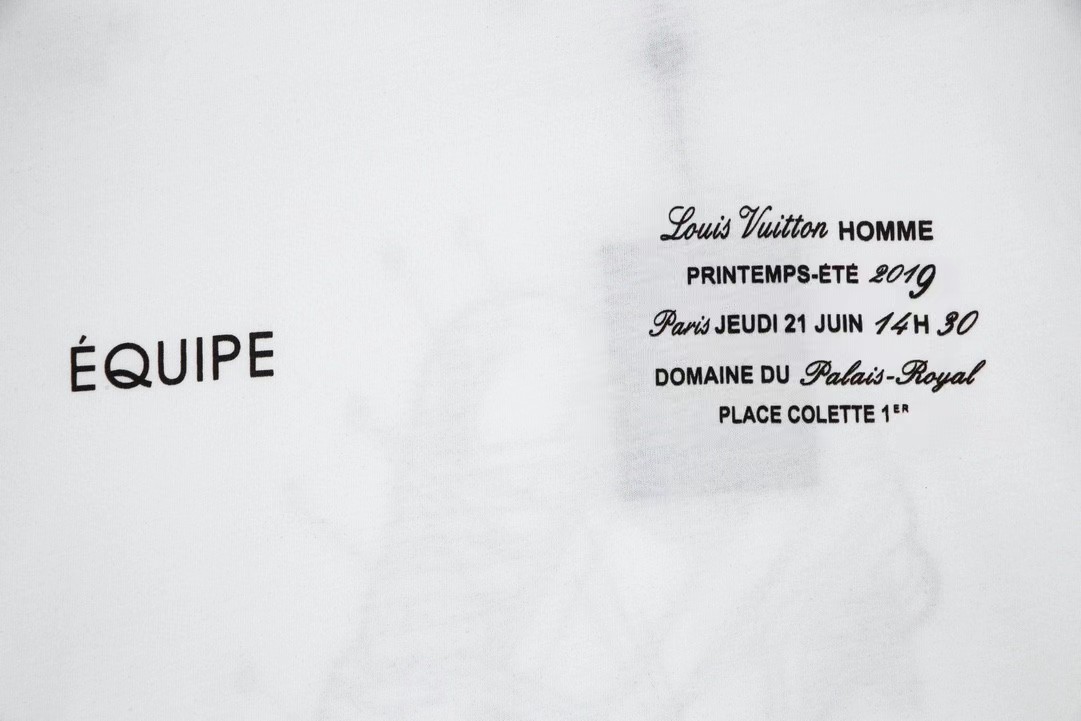 ÉQUIPE
Louis Vuitton HOMME
PRINTEMPS-ÉTÉ 2019
Paris JEUDI 21 JUIN 14H 30
DOMAINE DU Palais-Royal
PLACE COLETTE 1ER